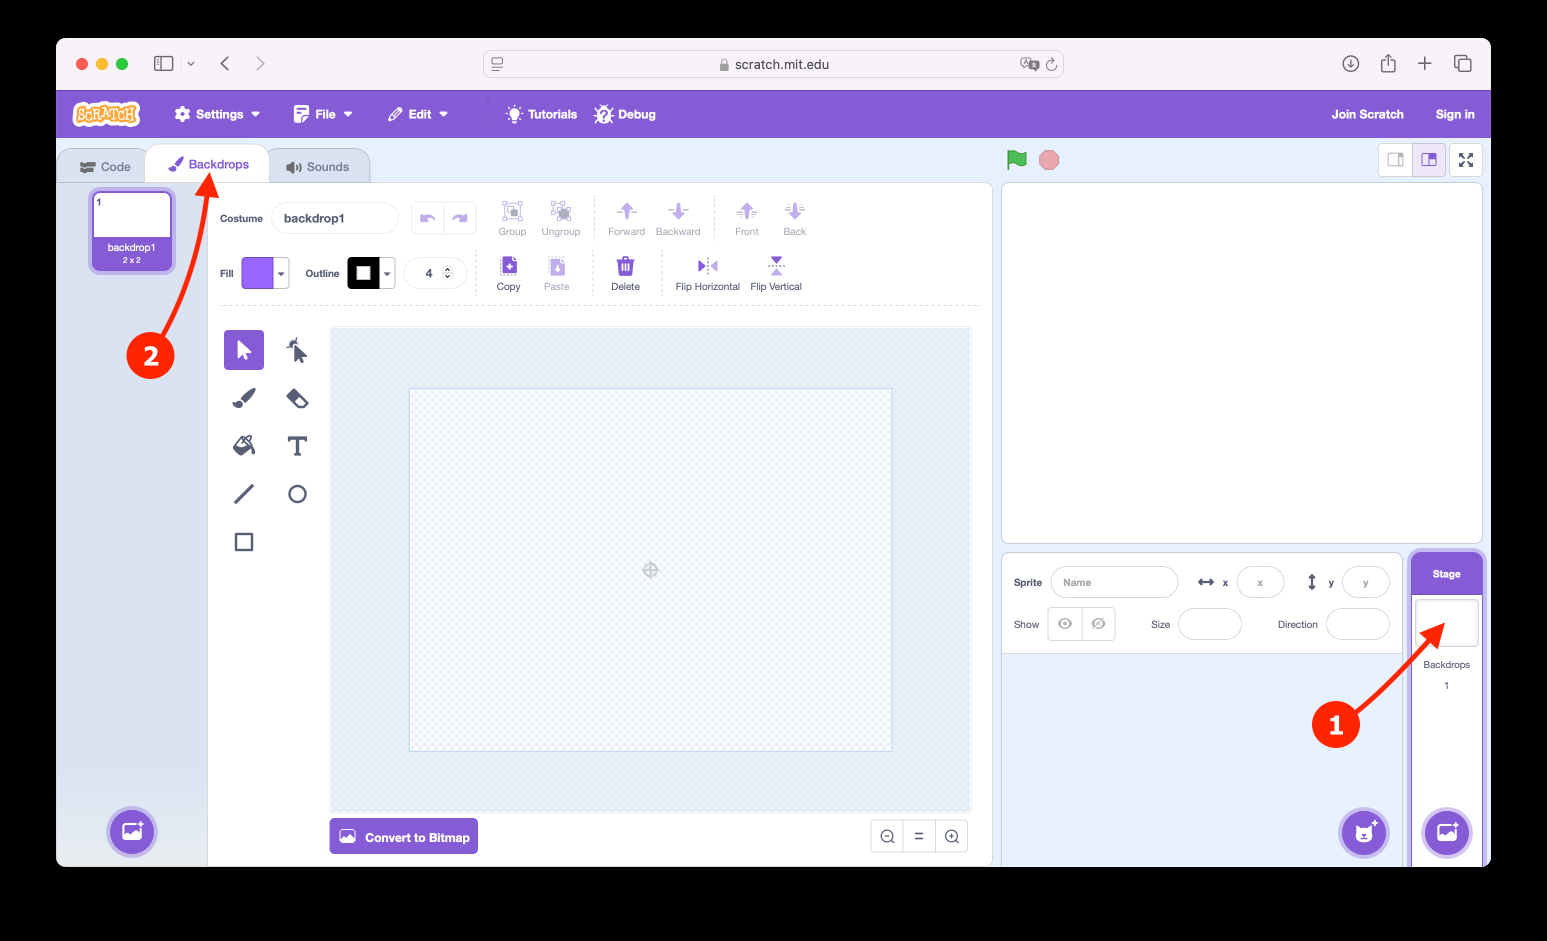 scratch.mit.edu
SCRATCH Settings File Edit Tutorials Debug Join Scratch Sign in
Code Backdrops Sounds
1
backdrop1
2 x 2
Costume backdrop1 Group Ungroup Forward Backward Front Back
Fill Outline 4 Copy Paste Delete Flip Horizontal Flip Vertical
2
T
Sprite Name x x y y
Show Size Direction
Stage
Backdrops
1
1
Convert to Bitmap